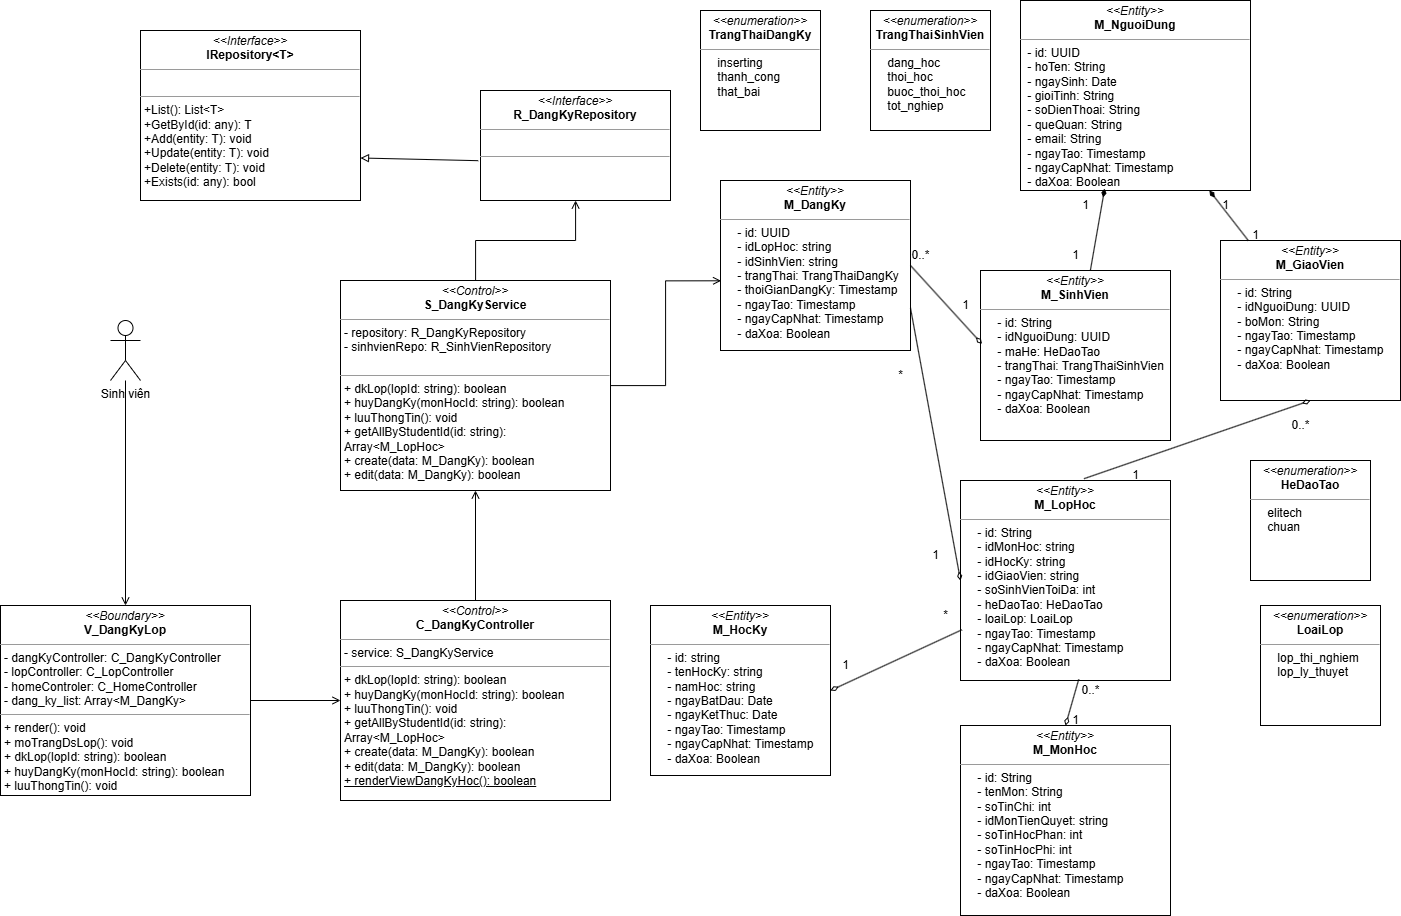 <<Interface>>
IRepository<T>
+List(): List<T>
+GetById(id: any): T
+Add(entity: T): void
+Update(entity: T): void
+Delete(entity: T): void
+Exists(id: any): bool
<<Interface>>
R_DangKyRepository
<<enumeration>>
TrangThaiDangKy
inserting
thanh_cong
that_bai
<<enumeration>>
TrangThaiSinhVien
dang_hoc
thoi_hoc
buoc_thoi_hoc
tot_nghiep
<<Entity>>
M_NguoiDung
- id: UUID
- hoTen: String
- ngaySinh: Date
- gioiTinh: String
- soDienThoai: String
- queQuan: String
- email: String
- ngayTao: Timestamp
- ngayCapNhat: Timestamp
- daXoa: Boolean
1
1
1
1
<<Entity>>
M_DangKy
- id: UUID
- idLopHoc: string
- idSinhVien: string
- trangThai: TrangThaiDangKy
- thoiGianDangKy: Timestamp
- ngayTao: Timestamp
- ngayCapNhat: Timestamp
- daXoa: Boolean
0..*
1
<<Entity>>
M_SinhVien
- id: String
- idNguoiDung: UUID
- maHe: HeDaoTao
- trangThai: TrangThaiSinhVien
- ngayTao: Timestamp
- ngayCapNhat: Timestamp
- daXoa: Boolean
<<Entity>>
M_GiaoVien
- id: String
- idNguoiDung: UUID
- boMon: String
- ngayTao: Timestamp
- ngayCapNhat: Timestamp
- daXoa: Boolean
0..*
1
*
1
<<Control>>
S_DangKyService
- repository: R_DangKyRepository
- sinhvienRepo: R_SinhVienRepository
+ dkLop(lopId: string): boolean
+ huyDangKy(monHocId: string): boolean
+ luuThongTin(): void
+ getAllByStudentId(id: string):
Array<M_LopHoc>
+ create(data: M_DangKy): boolean
+ edit(data: M_DangKy): boolean
Sinh viên
<<enumeration>>
HeDaoTao
elitech
chuan
<<Entity>>
M_LopHoc
- id: String
- idMonHoc: string
- idHocKy: string
- idGiaoVien: string
- soSinhVienToiDa: int
- heDaoTao: HeDaoTao
- loaiLop: LoaiLop
- ngayTao: Timestamp
- ngayCapNhat: Timestamp
- daXoa: Boolean
<<Boundary>>
V_DangKyLop
- dangKyController: C_DangKyController
- lopController: C_LopController
- homeControler: C_HomeController
- dang_ky_list: Array<M_DangKy>
+ render(): void
+ moTrangDsLop(): void
+ dkLop(lopId: string): boolean
+ huyDangKy(monHocId: string): boolean
+ luuThongTin(): void
<<Control>>
C_DangKyController
- service: S_DangKyService
+ dkLop(lopId: string): boolean
+ huyDangKy(monHocId: string): boolean
+ luuThongTin(): void
+ getAllByStudentId(id: string):
Array<M_LopHoc>
+ create(data: M_DangKy): boolean
+ edit(data: M_DangKy): boolean
+ renderViewDangKyHoc(): boolean
<<Entity>>
M_HocKy
- id: string
- tenHocKy: string
- namHoc: string
- ngayBatDau: Date
- ngayKetThuc: Date
- ngayTao: Timestamp
- ngayCapNhat: Timestamp
- daXoa: Boolean
*
1
<<enumeration>>
LoaiLop
lop_thi_nghiem
lop_ly_thuyet
0..*
1
<<Entity>>
M_MonHoc
- id: String
- tenMon: String
- soTinChi: int
- idMonTienQuyet: string
- soTinHocPhan: int
- soTinHocPhi: int
- ngayTao: Timestamp
- ngayCapNhat: Timestamp
- daXoa: Boolean